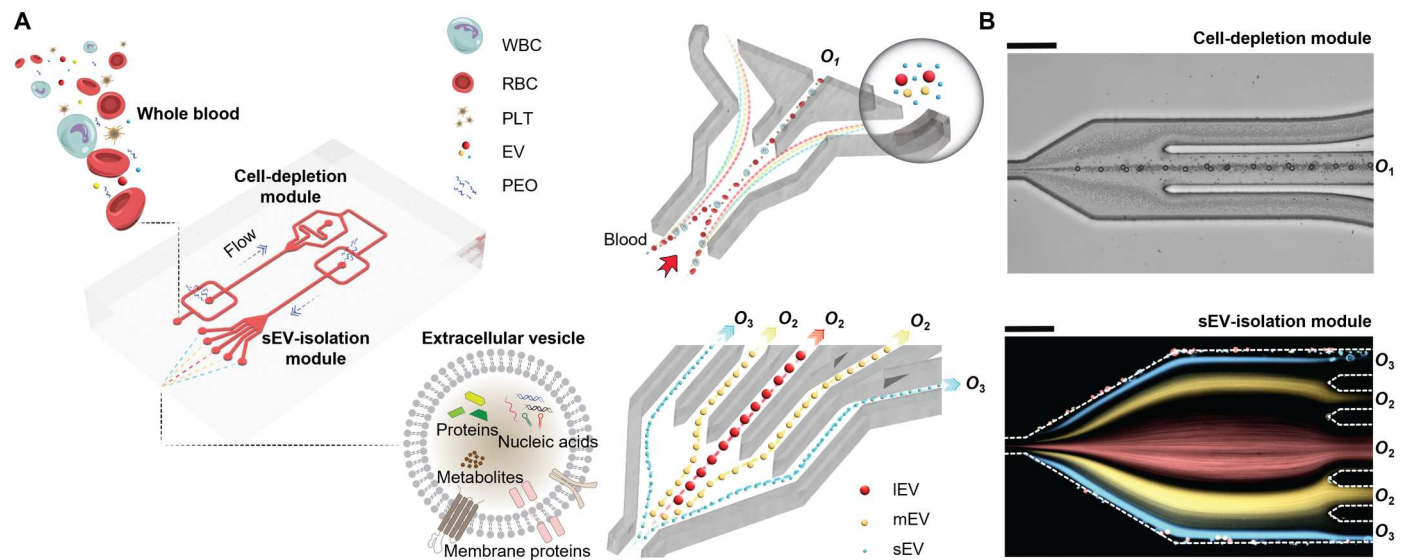 A
WBC
RBC
PLT
EV
PEO
Whole blood
Cell-depletion
module
Flow
sEV-isolation
module
Extracellular vesicle
Proteins
Nucleic acids
Metabolites
Membrane proteins
O1
Blood
O3
O2
O2
O2
O3
lEV
mEV
sEV
B
Cell-depletion module
O1
sEV-isolation module
O3
O2
O2
O2
O3